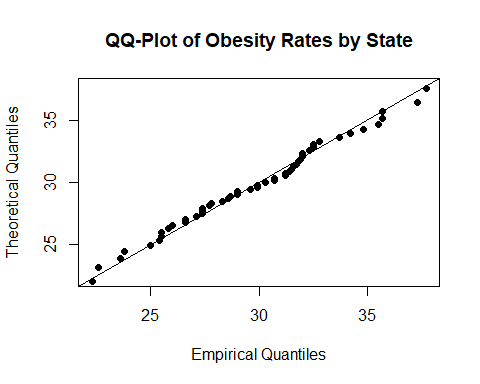 QQ-Plot of Obesity Rates by State
Theoretical Quantiles
35
30
25
25 30 35
Empirical Quantiles